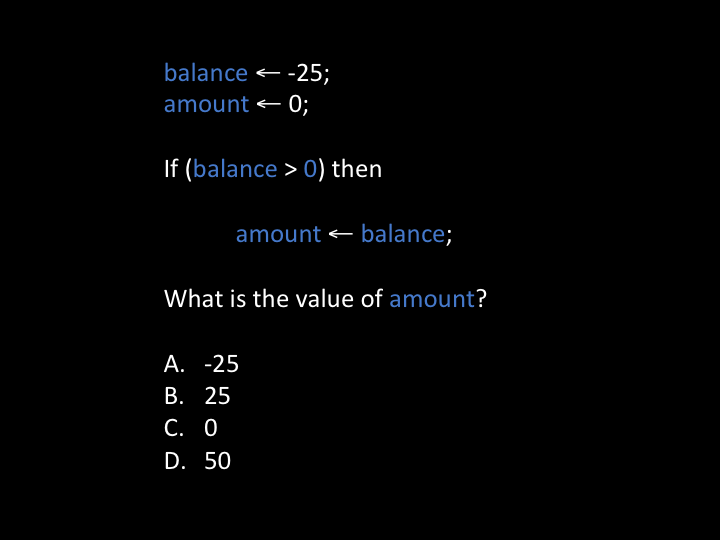 balance ← -25;
amount ← 0;
If (balance > 0) then
amount ← balance;
What is the value of amount?
A. -25
B. 25
C. 0
D. 50